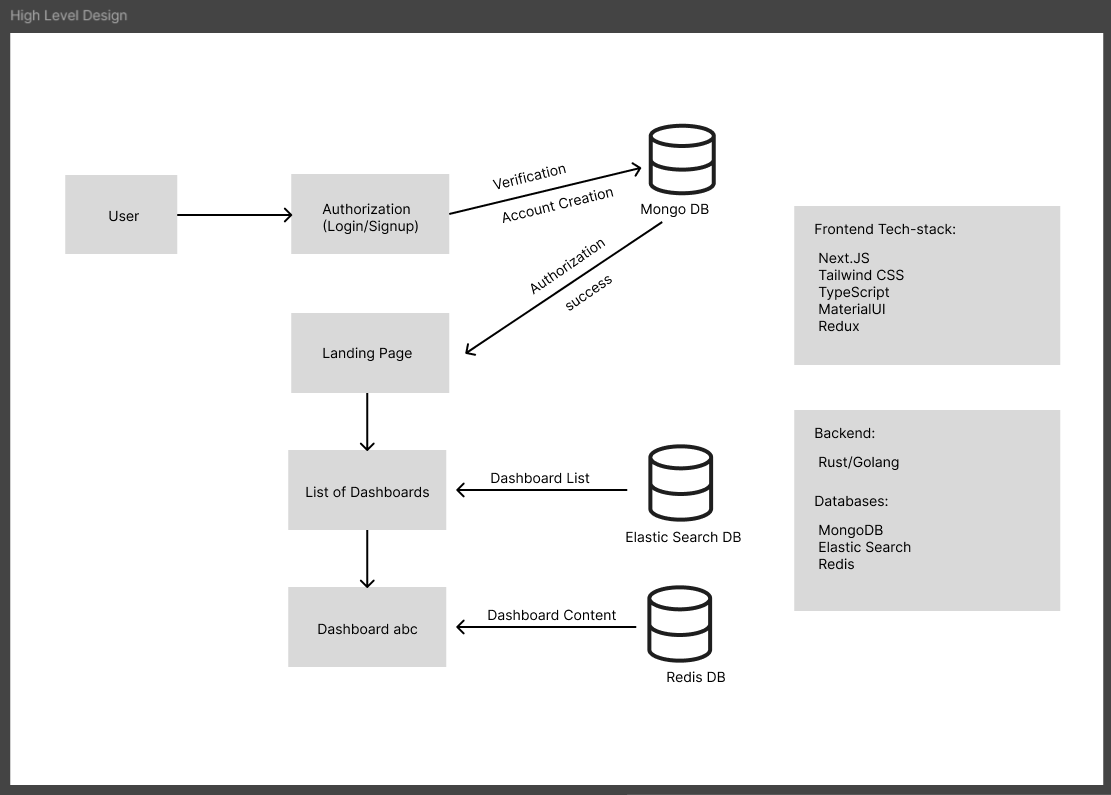 High Level Design
User
Authorization
(Login/Signup)
Verification
Account Creation
Mongo DB
Authorization
success
Landing Page
List of Dashboards
Dashboard List
Elastic Search DB
Dashboard abc
Dashboard Content
Redis DB
Frontend Tech-stack:
Next.JS
Tailwind CSS
TypeScript
MaterialUI
Redux
Backend:
Rust/Golang
Databases:
MongoDB
Elastic Search
Redis